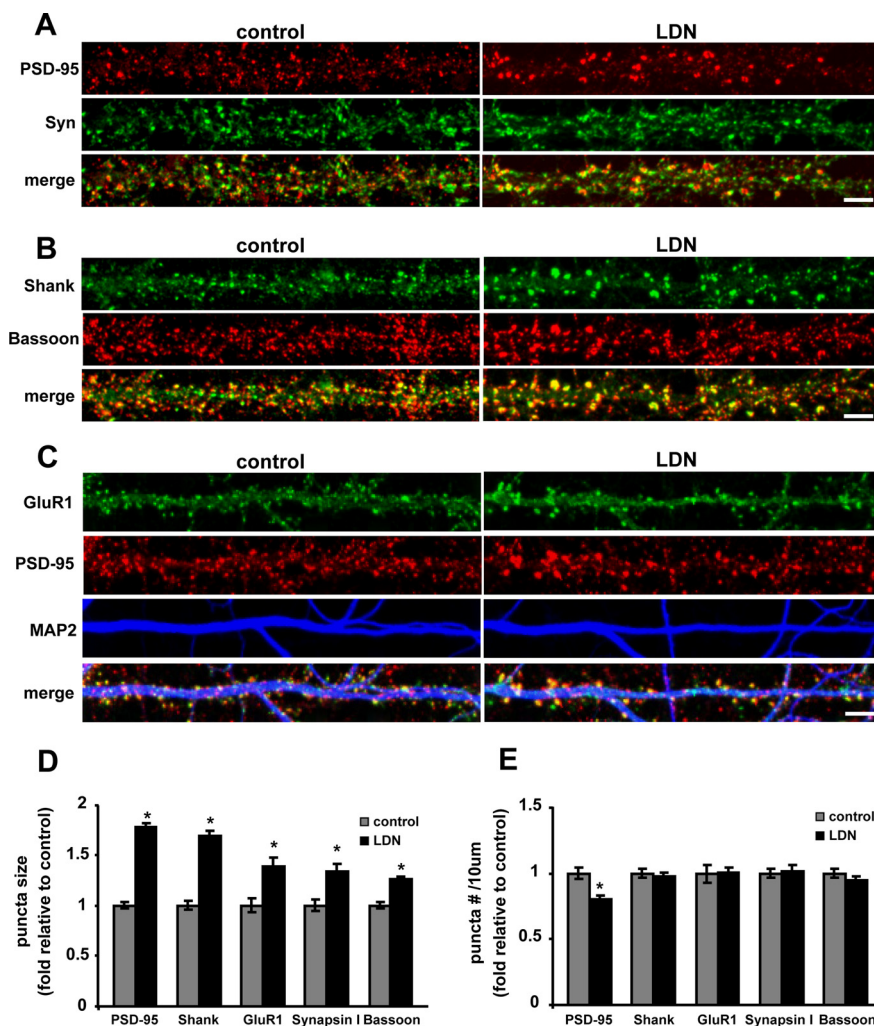 A
control LDN
PSD-95
Syn
merge
B
control LDN
Shank
Bassoon
merge
C
control LDN
GluR1
PSD-95
MAP2
merge
D
2
1.5
1
0.5
0
puncta size
(fold relative to control)
control
LDN
* * * * *
PSD-95 Shank GluR1 Synapsin I Bassoon
E
1.5
1
0.5
0
puncta # /10um
(fold relative to control)
control
LDN
*
PSD-95 Shank GluR1 Synapsin I Bassoon